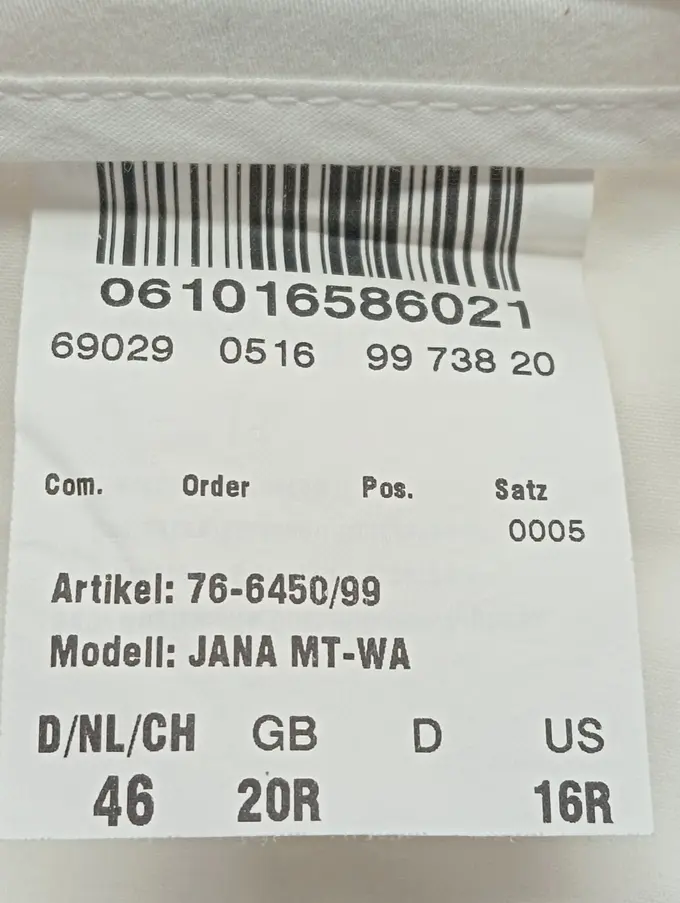 061016586021
69029 0516 99 738 20
Com. Order Pos. Satz
0005
Artikel: 76-6450/99
Modell: JANA MT-WA
D/NL/CH GB D US
46 20R 16R